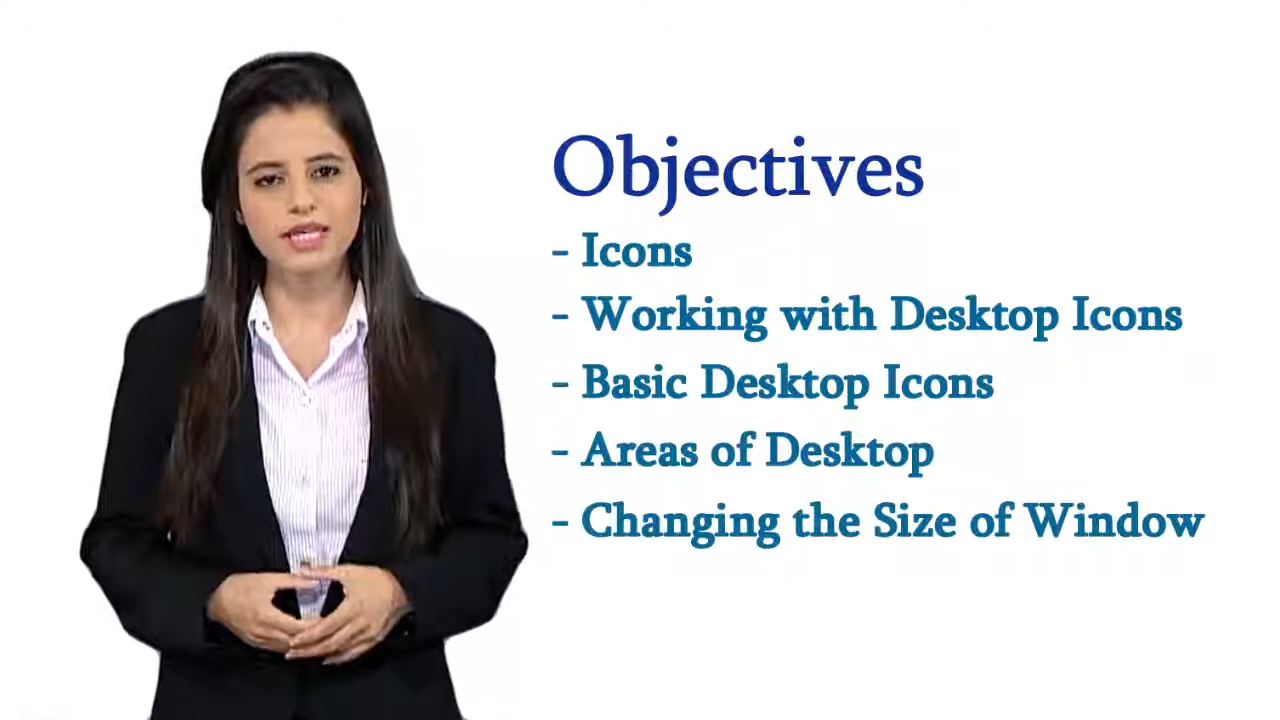 Objectives
- Icons
- Working with Desktop Icons
- Basic Desktop Icons
- Areas of Desktop
- Changing the Size of Window